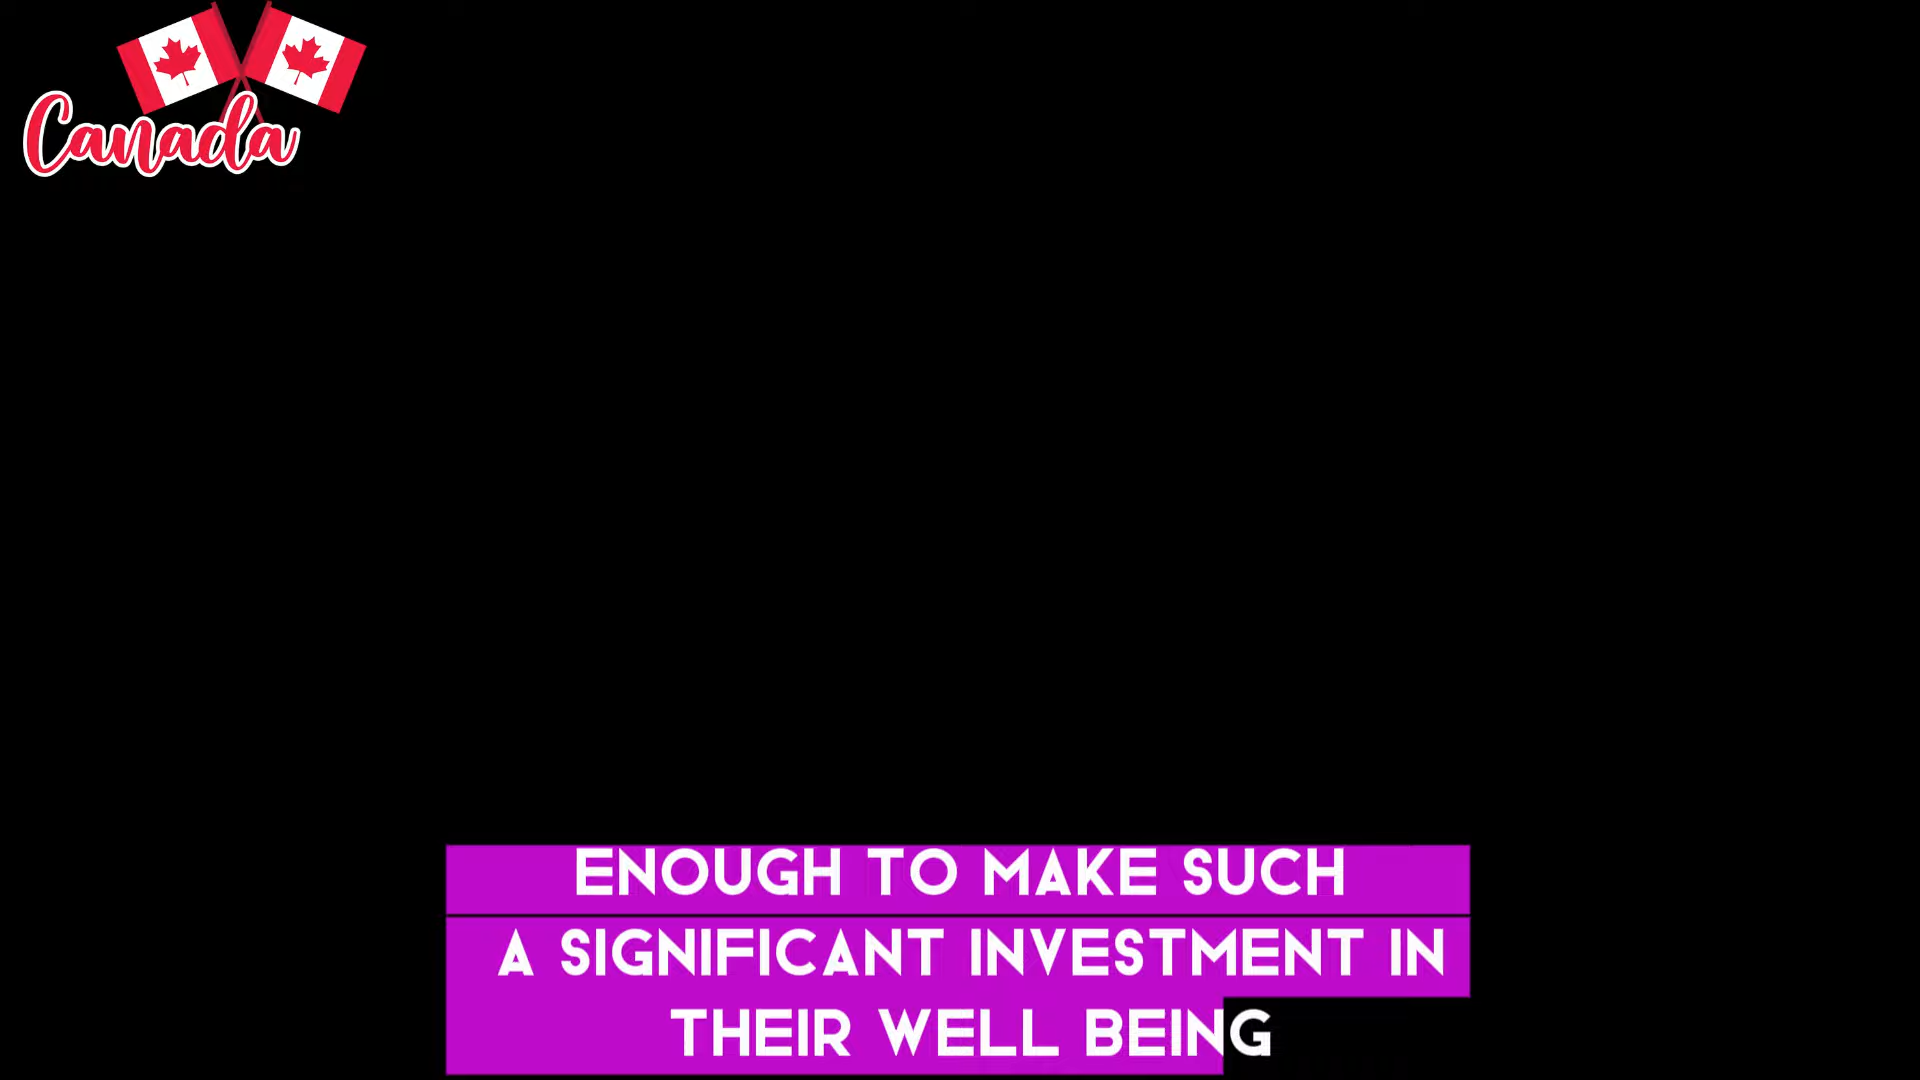 Canada
ENOUGH TO MAKE SUCH
A SIGNIFICANT INVESTMENT IN
THEIR WELL BEING